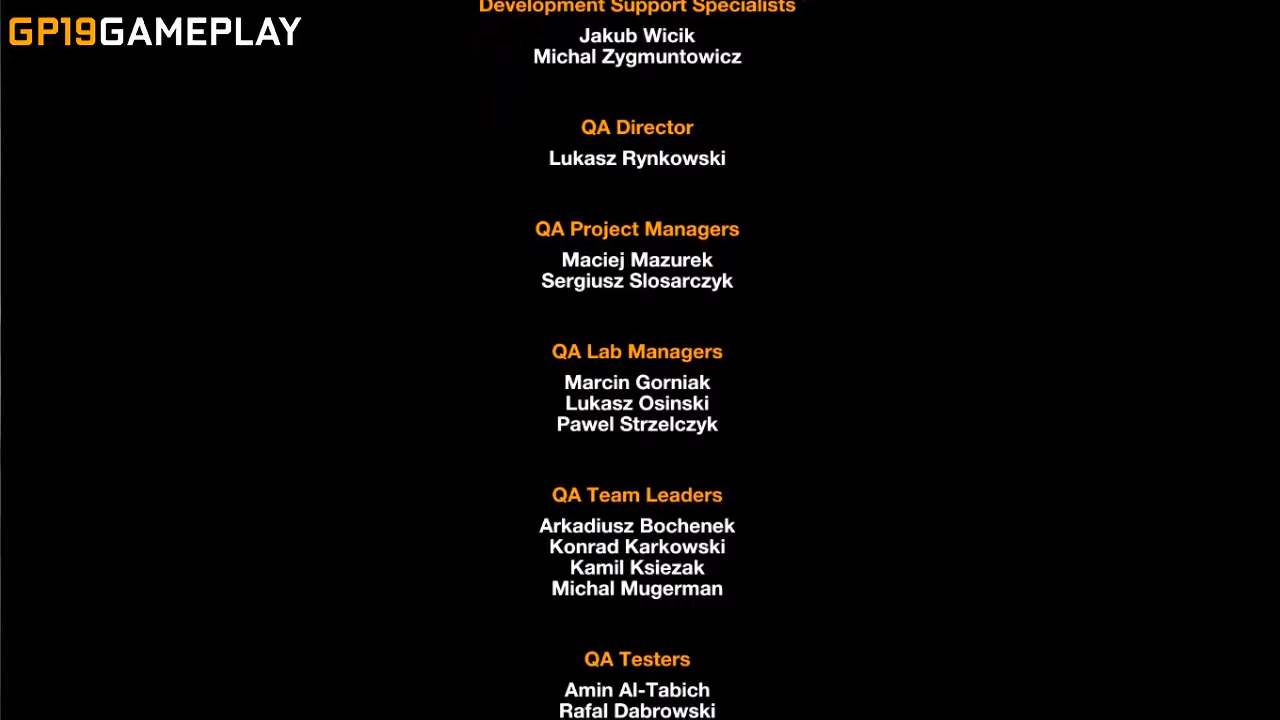 GP19GAMEPLAY
Development Support Specialists
Jakub Wicik
Michal Zygmuntowicz
QA Director
Lukasz Rynkowski
QA Project Managers
Maciej Mazurek
Sergiusz Slosarczyk
QA Lab Managers
Marcin Gorniak
Lukasz Osinski
Pawel Strzelczyk
QA Team Leaders
Arkadiusz Bochenek
Konrad Karkowski
Kamil Ksiezak
Michal Mugerman
QA Testers
Amin Al-Tabich
Rafal Dabrowski